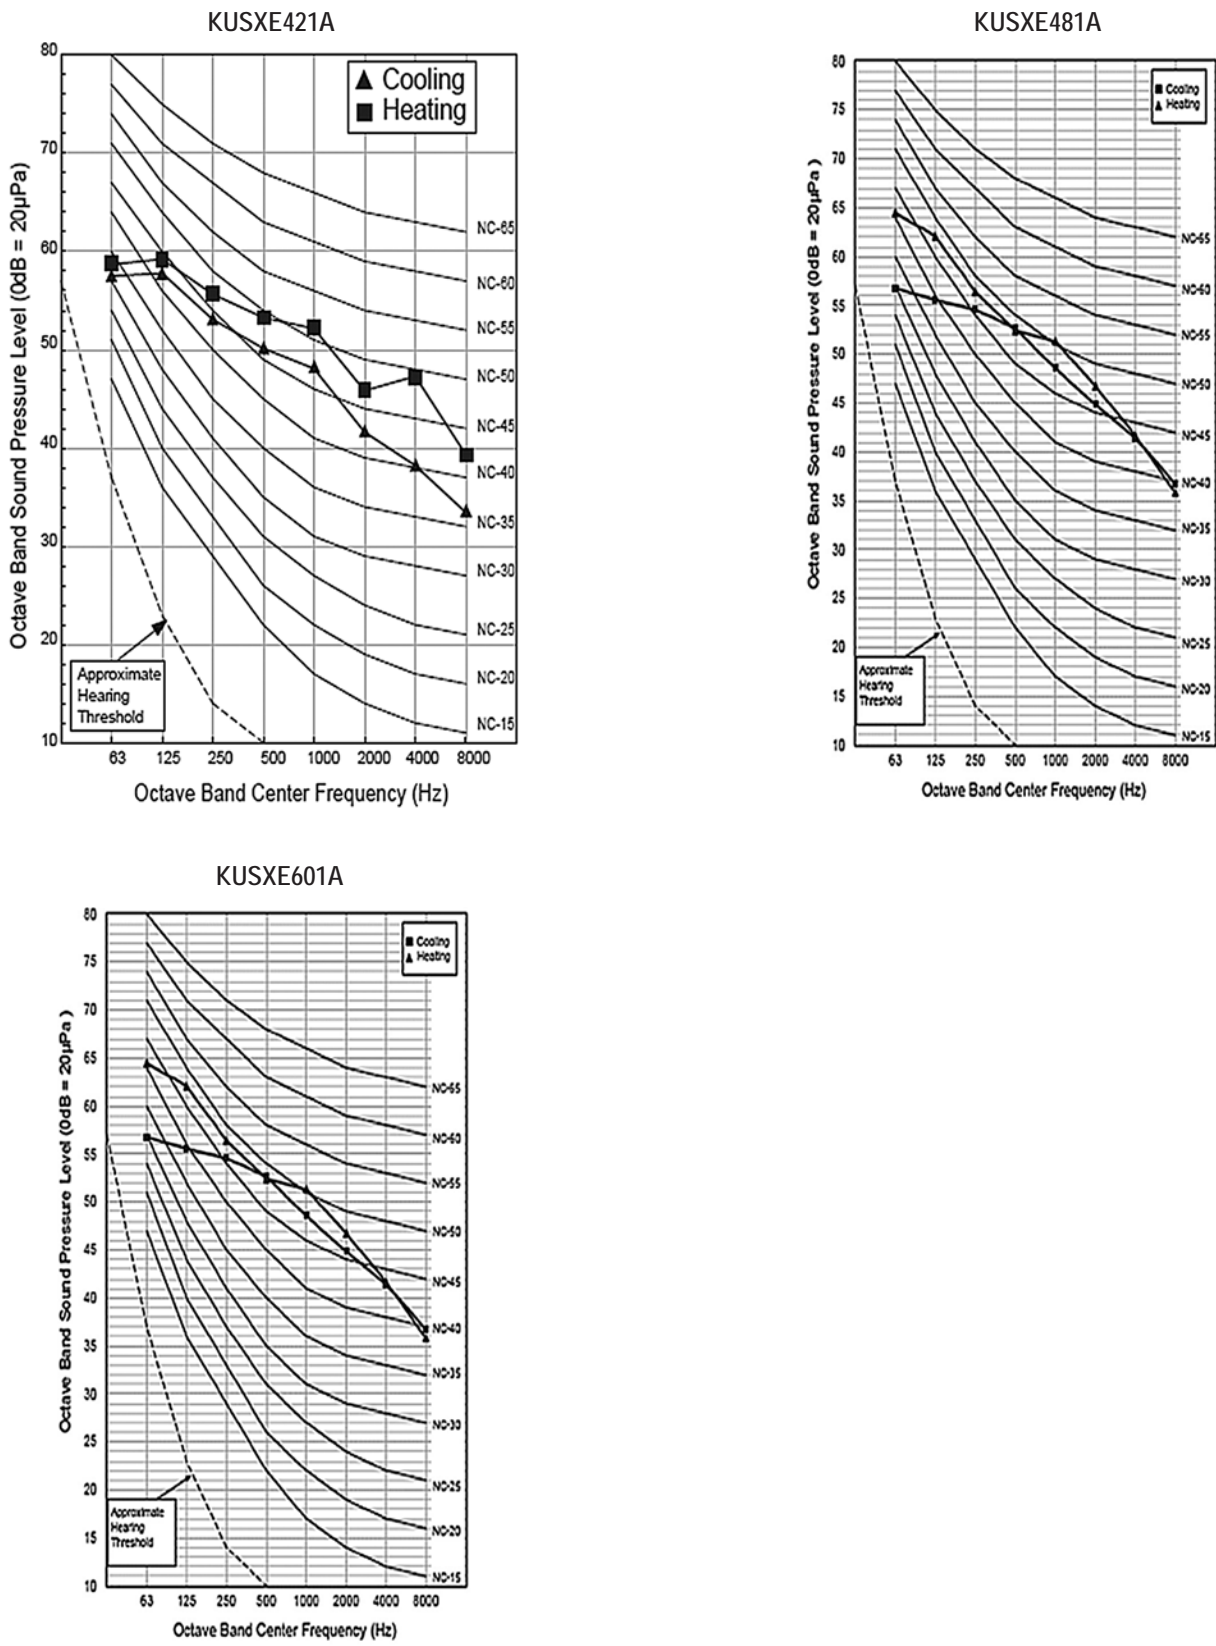 KUSXE421A
80
70
60
50
40
30
20
10
Octave Band Sound Pressure Level (0dB = 20µPa)
Cooling
Heating
NC-65
NC-60
NC-55
NC-50
NC-45
NC-40
NC-35
NC-30
NC-25
NC-20
NC-15
Approximate
Hearing
Threshold
63 125 250 500 1000 2000 4000 8000
Octave Band Center Frequency (Hz)
KUSXE481A
80
75
70
65
60
55
50
45
40
35
30
25
20
15
10
Octave Band Sound Pressure Level (0dB = 20µPa)
Cooling
Heating
NC-65
NC-60
NC-55
NC-50
NC-45
NC-40
NC-35
NC-30
NC-25
NC-20
NC-15
Approximate
Hearing
Threshold
63 125 250 500 1000 2000 4000 8000
Octave Band Center Frequency (Hz)
KUSXE601A
80
75
70
65
60
55
50
45
40
35
30
25
20
15
10
Octave Band Sound Pressure Level (0dB = 20µPa)
Cooling
Heating
NC-65
NC-60
NC-55
NC-50
NC-45
NC-40
NC-35
NC-30
NC-25
NC-20
NC-15
Approximate
Hearing
Threshold
63 125 250 500 1000 2000 4000 8000
Octave Band Center Frequency (Hz)